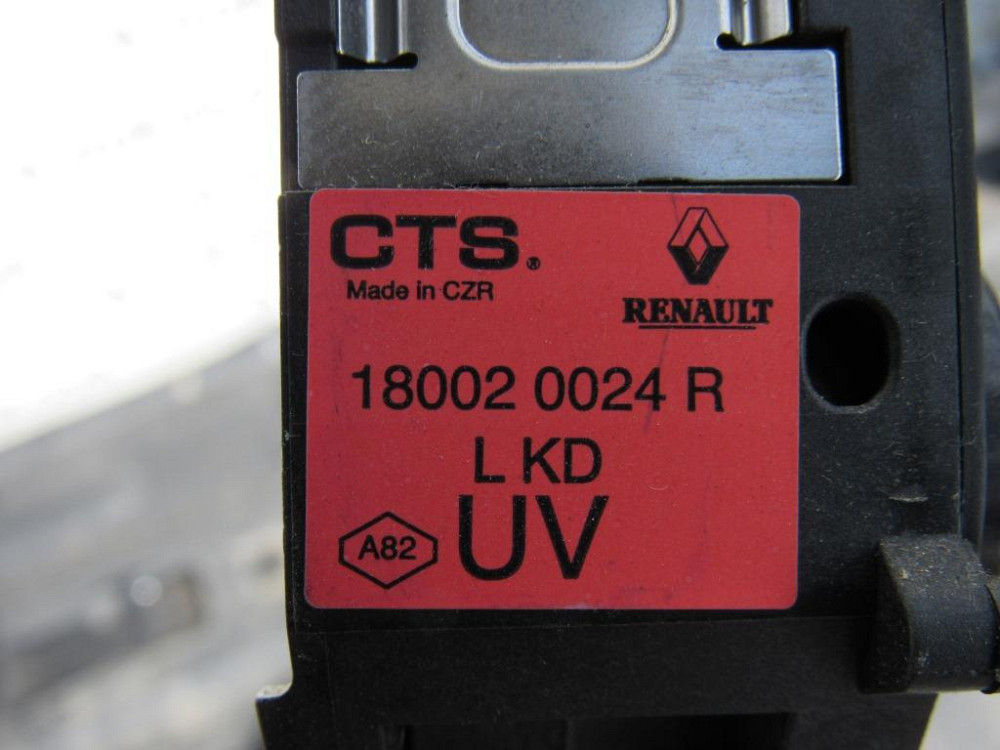 CTS.®
Made in CZR
RENAULT
18002 0024 R
L KD
UV
A82